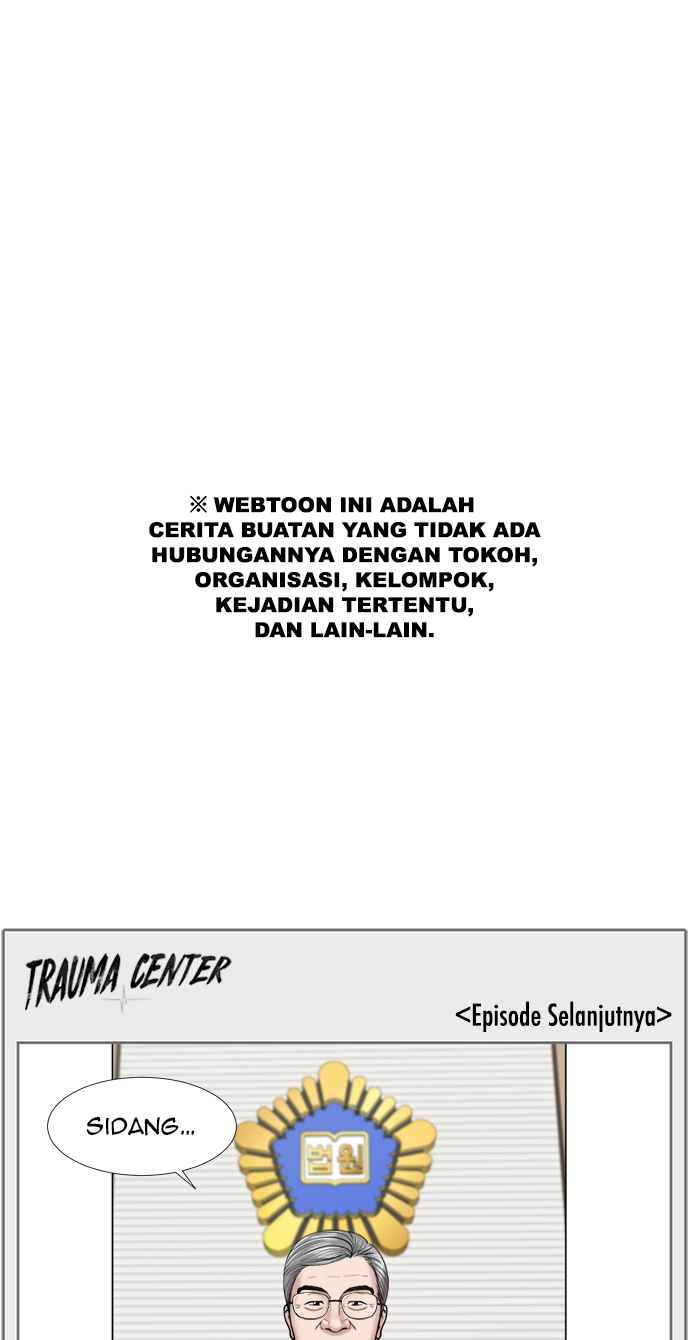 ※ WEBTOON INI ADALAH
CERITA BUATAN YANG TIDAK ADA
HUBUNGANNYA DENGAN TOKOH,
ORGANISASI, KELOMPOK,
KEJADIAN TERTENTU,
DAN LAIN-LAIN.
TRAUMA CENTER
<Episode Selanjutnya>
SIDANG...
법원